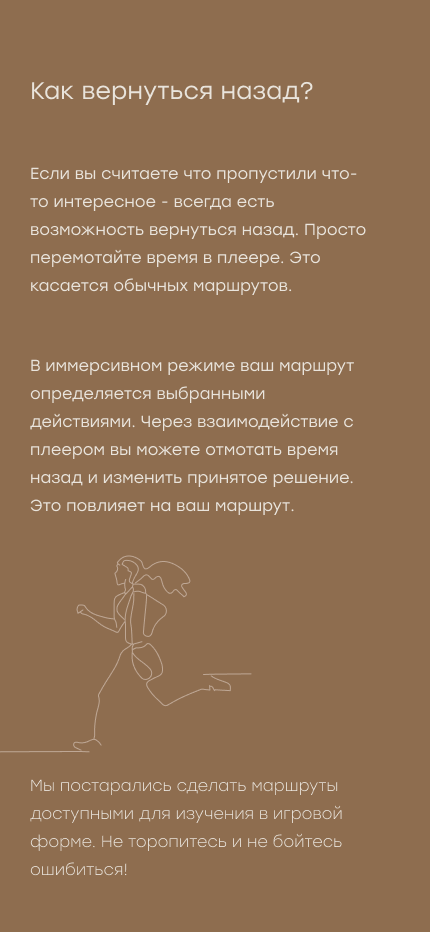 Как вернуться назад?
Если вы считаете что пропустили что-
то интересное - всегда есть
возможность вернуться назад. Просто
перемотайте время в плеере. Это
касается обычных маршрутов.
В иммерсивном режиме ваш маршрут
определяется выбранными
действиями. Через взаимодействие с
плеером вы можете отмотать время
назад и изменить принятое решение.
Это повлияет на ваш маршрут.
Мы постарались сделать маршруты
доступными для изучения в игровой
форме. Не торопитесь и не бойтесь
ошибиться!